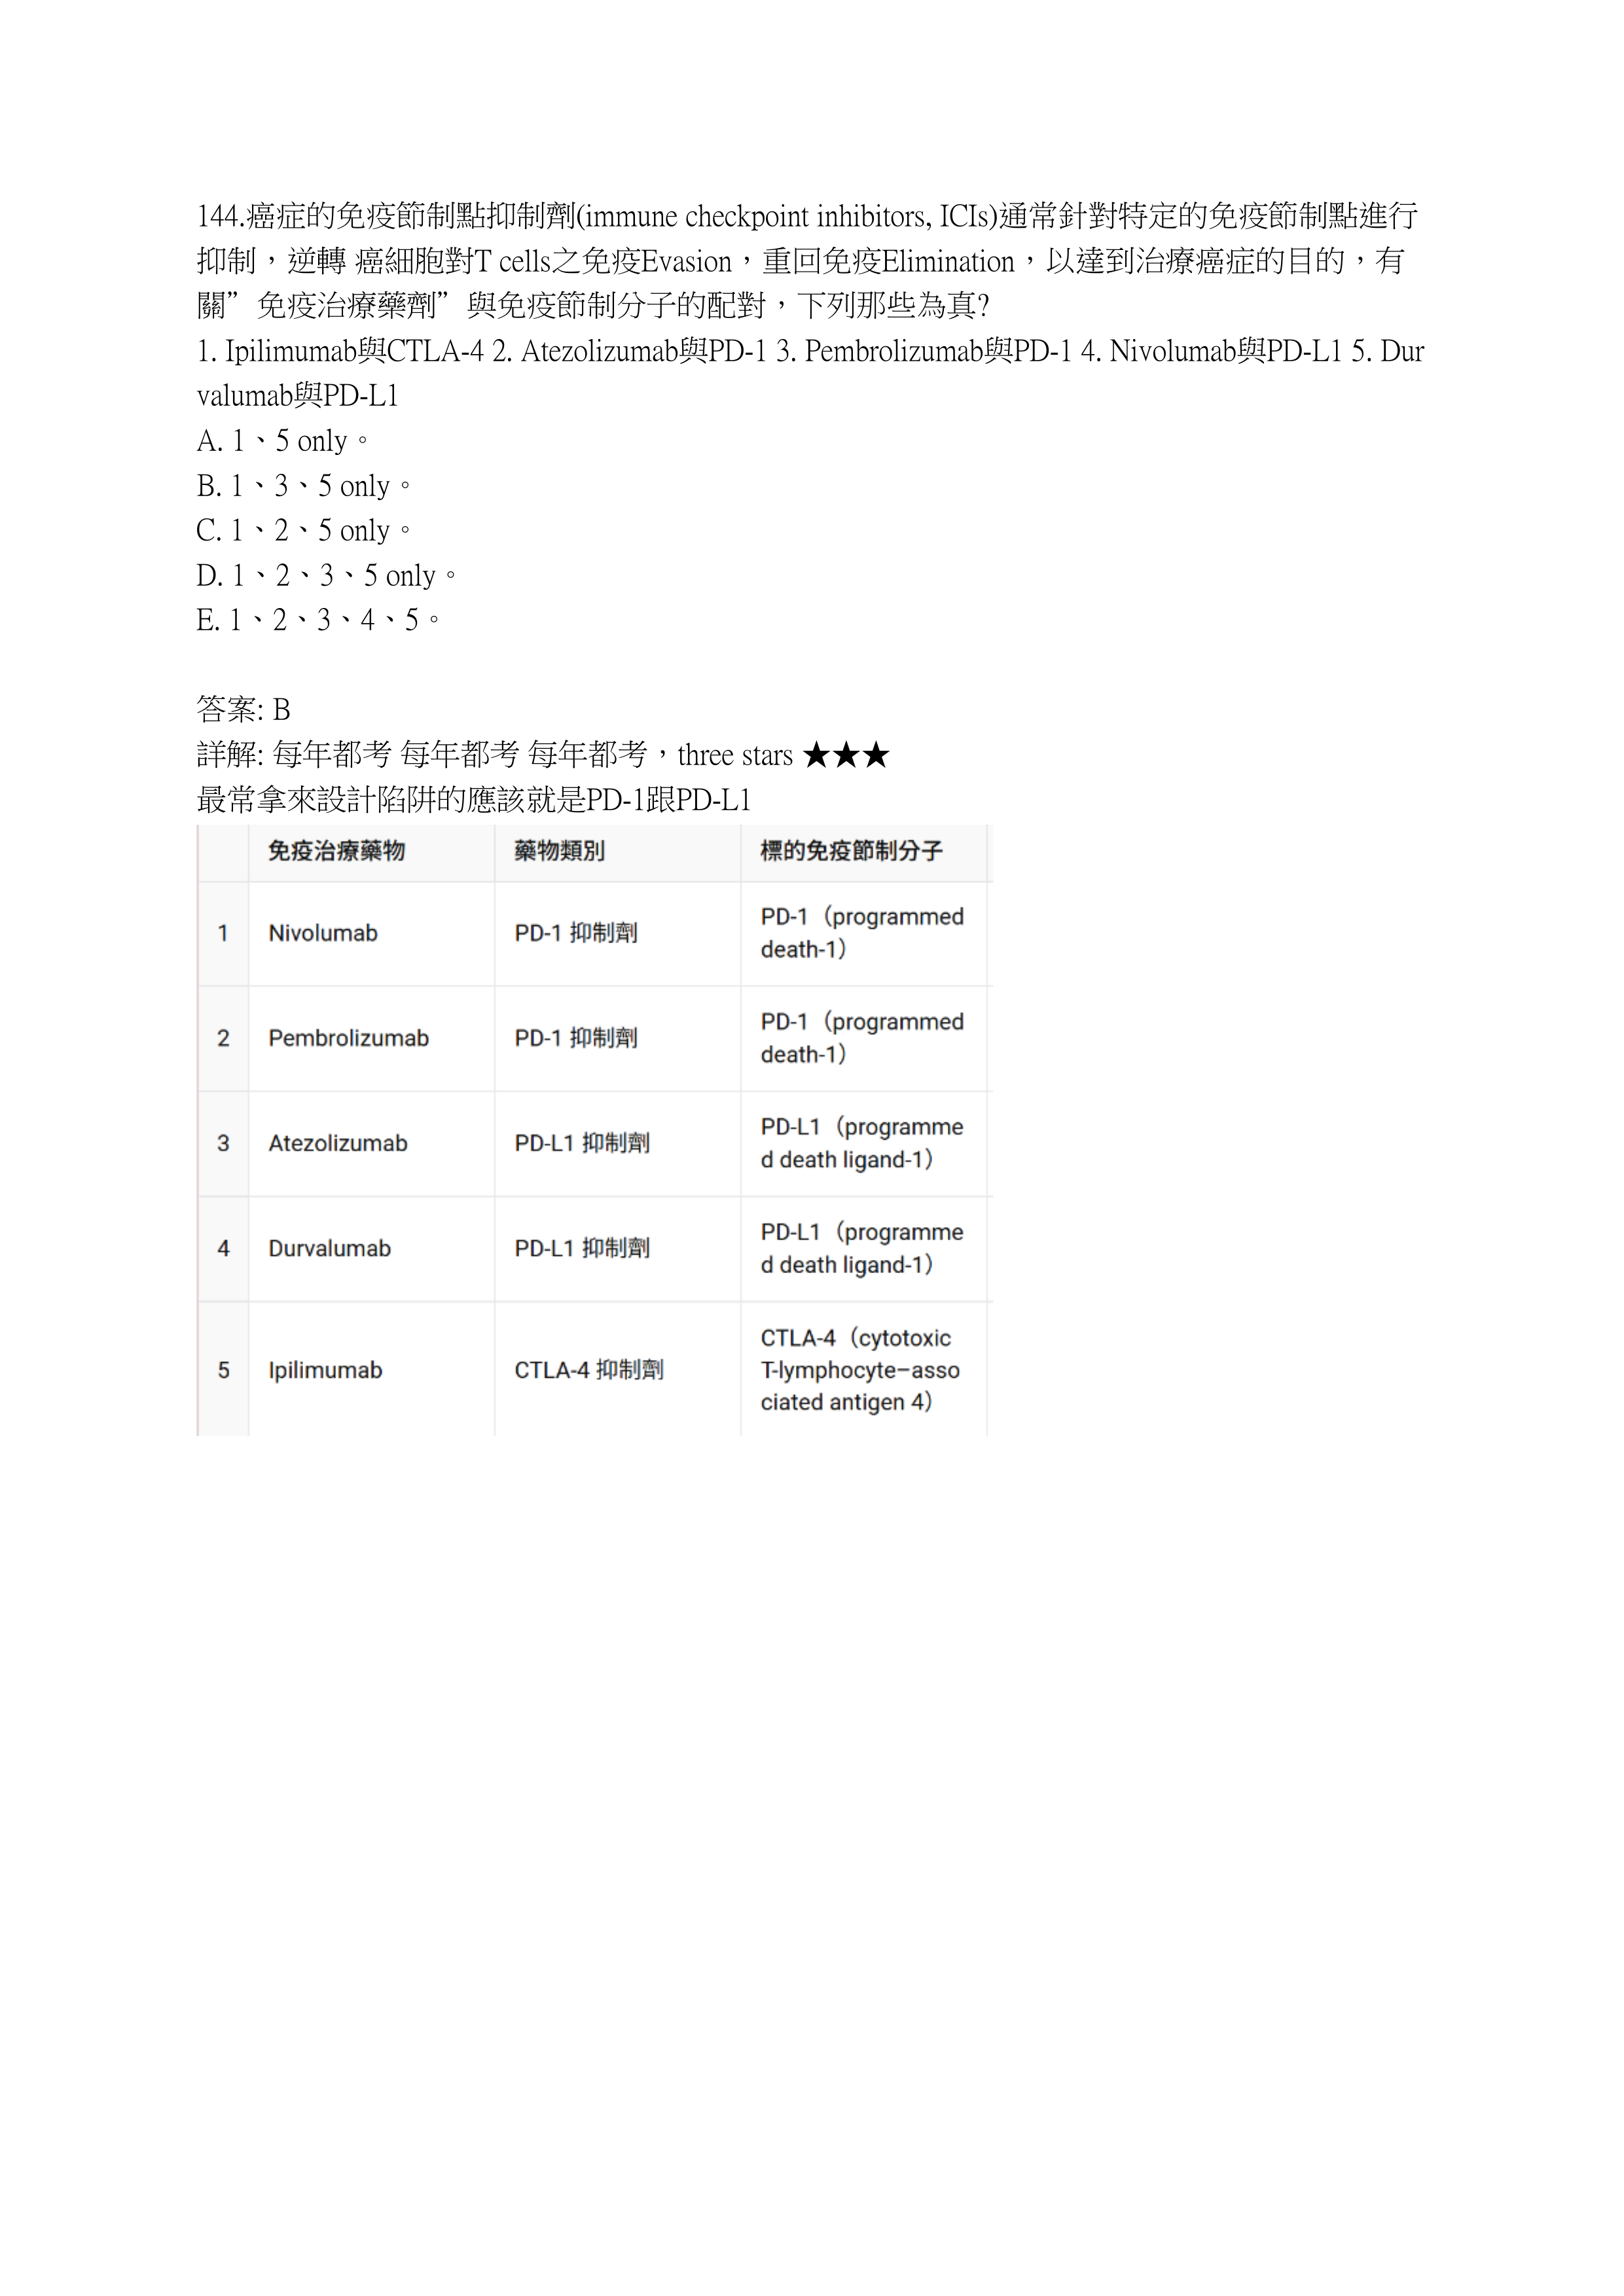 144.癌症的免疫節制點抑制劑(immune checkpoint inhibitors, ICIs)通常針對特定的免疫節制點進行
抑制，逆轉 癌細胞對T cells之免疫Evasion，重回免疫Elimination，以達到治療癌症的目的，有
關”免疫治療藥劑”與免疫節制分子的配對，下列那些為真?
1. Ipilimumab與CTLA-4 2. Atezolizumab與PD-1 3. Pembrolizumab與PD-1 4. Nivolumab與PD-L1 5. Dur
valumab與PD-L1
A. 1、5 only。
B. 1、3、5 only。
C. 1、2、5 only。
D. 1、2、3、5 only。
E. 1、2、3、4、5。
答案: B
詳解: 每年都考 每年都考 每年都考，three stars ★★★
最常拿來設計陷阱的應該就是PD-1跟PD-L1
免疫治療藥物 藥物類別 標的免疫節制分子
1 Nivolumab PD-1 抑制劑 PD-1（programmed
death-1）
2 Pembrolizumab PD-1 抑制劑 PD-1（programmed
death-1）
3 Atezolizumab PD-L1 抑制劑 PD-L1（programme
d death ligand-1）
4 Durvalumab PD-L1 抑制劑 PD-L1（programme
d death ligand-1）
5 Ipilimumab CTLA-4 抑制劑 CTLA-4（cytotoxic
T-lymphocyte–asso
ciated antigen 4）